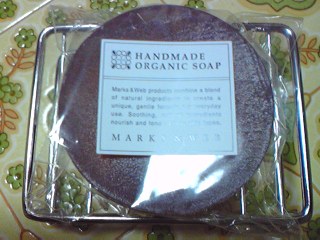 HANDMADE
ORGANIC SOAP
Marks & Web products combine a blend
of natural ingredients to create a
unique, gentle
use. Soothing,
nourish and
MARKS & WEB